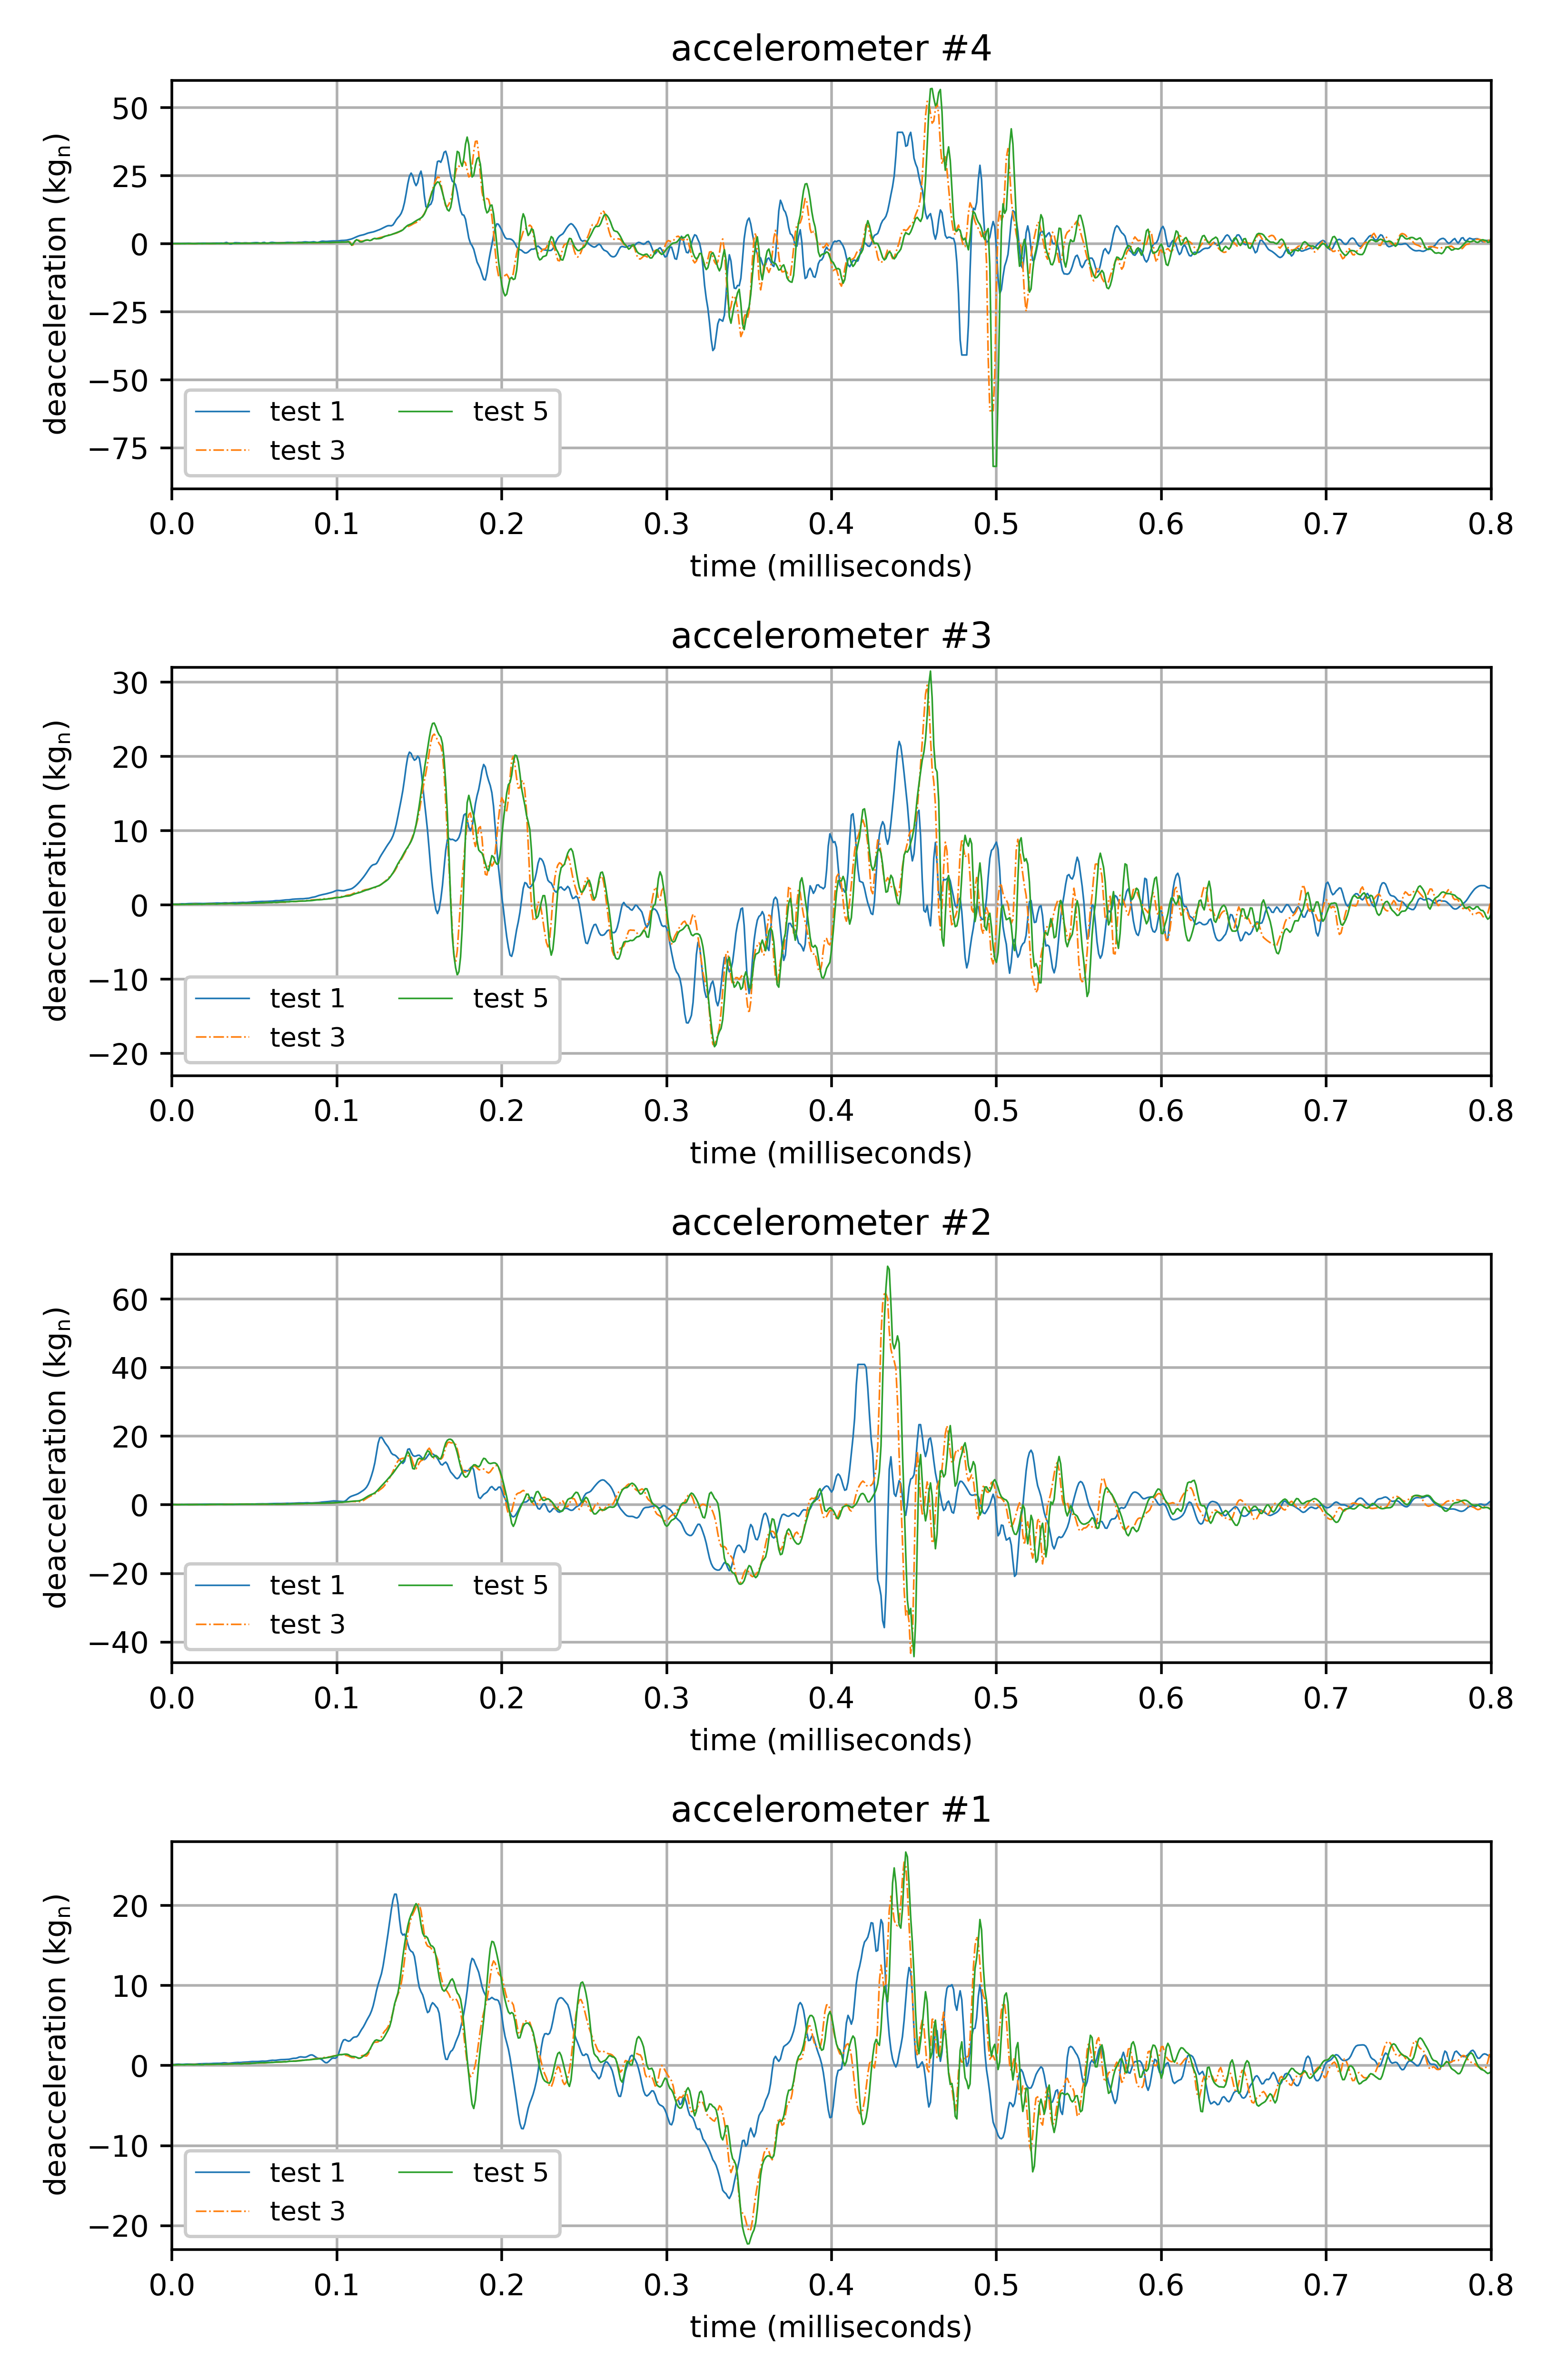 accelerometer #4
deacceleration (kgₙ)
50
25
0
−25
−50
−75
test 1 test 5
test 3
0.0 0.1 0.2 0.3 0.4 0.5 0.6 0.7 0.8
time (milliseconds)
accelerometer #3
deacceleration (kgₙ)
30
20
10
0
−10
−20
test 1 test 5
test 3
0.0 0.1 0.2 0.3 0.4 0.5 0.6 0.7 0.8
time (milliseconds)
accelerometer #2
deacceleration (kgₙ)
60
40
20
0
−20
−40
test 1 test 5
test 3
0.0 0.1 0.2 0.3 0.4 0.5 0.6 0.7 0.8
time (milliseconds)
accelerometer #1
deacceleration (kgₙ)
20
10
0
−10
−20
test 1 test 5
test 3
0.0 0.1 0.2 0.3 0.4 0.5 0.6 0.7 0.8
time (milliseconds)